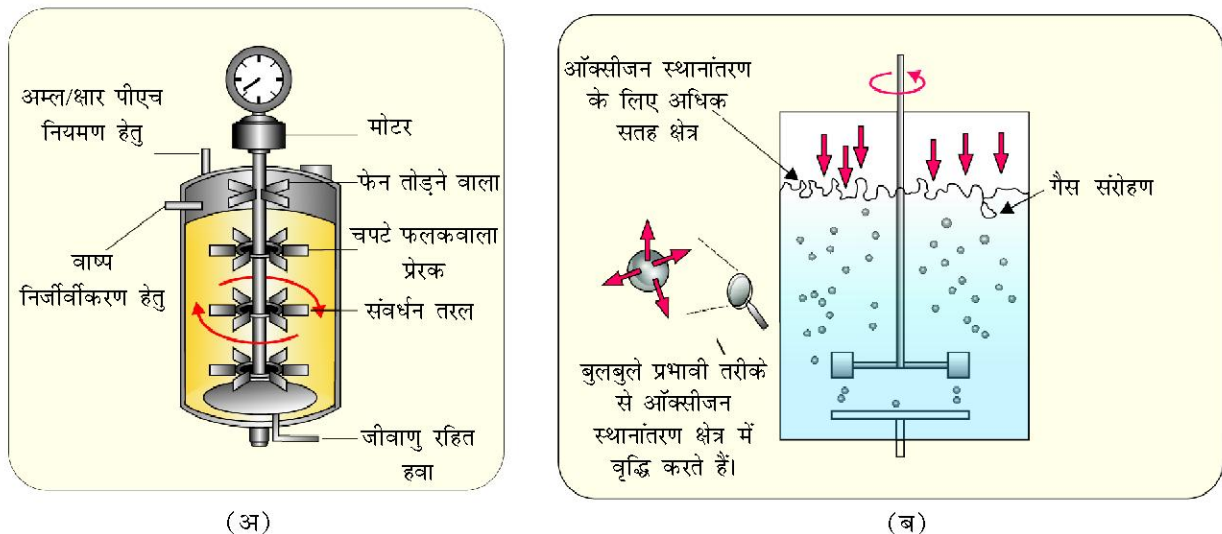 अम्ल/क्षार पीएच
नियमण हेतु
मोटर
फेन तोड़ने वाला
चपटे फलकवाला
प्रेरक
वाष्प
निर्जीर्वीकरण हेतु
संवर्धन तरल
जीवाणु रहित
हवा
(अ)
ऑक्सीजन स्थानांतरण
के लिए अधिक
सतह क्षेत्र
गैस संरोहण
बुलबुले प्रभावी तरीके
से ऑक्सीजन
स्थानांतरण क्षेत्र में
वृद्धि करते हैं।
(ब)